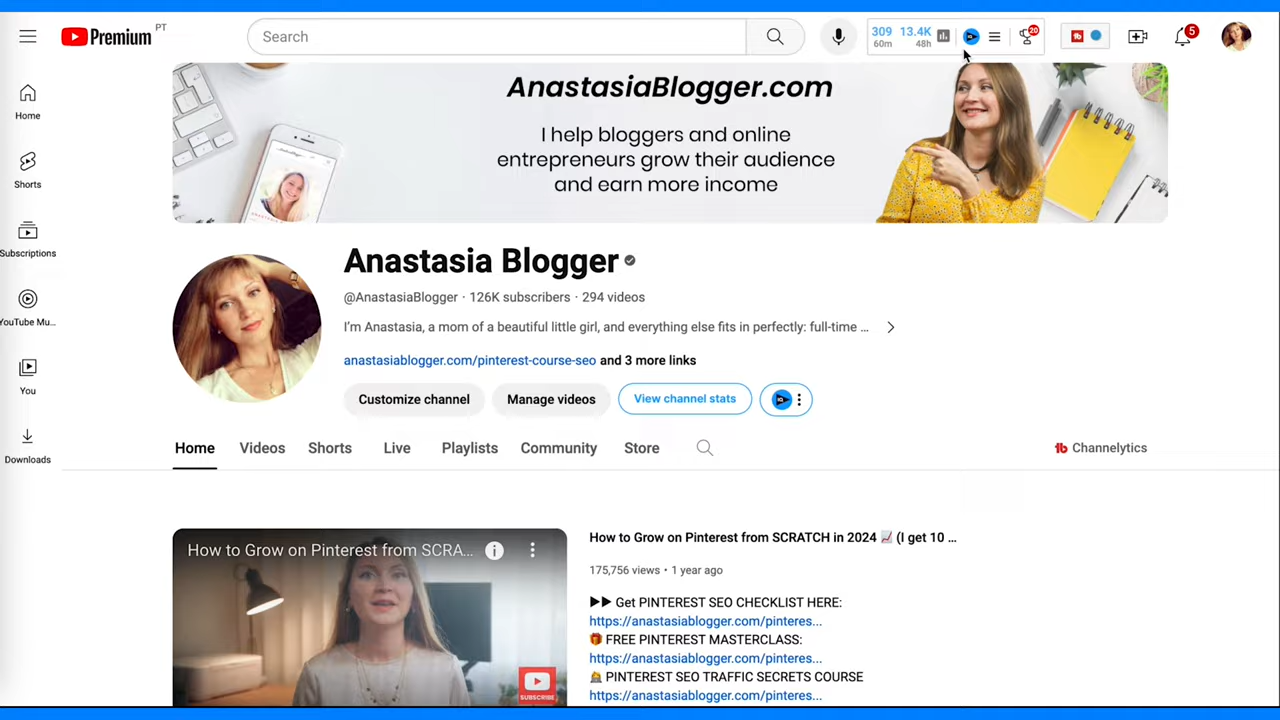 Premium PT
Search
309 13.4K
60m 48h
20
5
AnastasiaBlogger.com
I help bloggers and online
entrepreneurs grow their audience
and earn more income
Home
Shorts
Subscriptions
YouTube Mu...
You
Downloads
Anastasia Blogger
@AnastasiaBlogger · 126K subscribers · 294 videos
I'm Anastasia, a mom of a beautiful little girl, and everything else fits in perfectly: full-time ...
anastasiablogger.com/pinterest-course-seo and 3 more links
Customize channel
Manage videos
View channel stats
Home Videos Shorts Live Playlists Community Store
Channelytics
How to Grow on Pinterest from SCRA...
SUBSCRIBE
How to Grow on Pinterest from SCRATCH in 2024 📈 (I get 10 ...
175,756 views • 1 year ago
▶▶ Get PINTEREST SEO CHECKLIST HERE:
https://anastasiablogger.com/pinteres...
🎁 FREE PINTEREST MASTERCLASS:
https://anastasiablogger.com/pinteres...
👩‍🏫 PINTEREST SEO TRAFFIC SECRETS COURSE
https://anastasiablogger.com/pinteres...